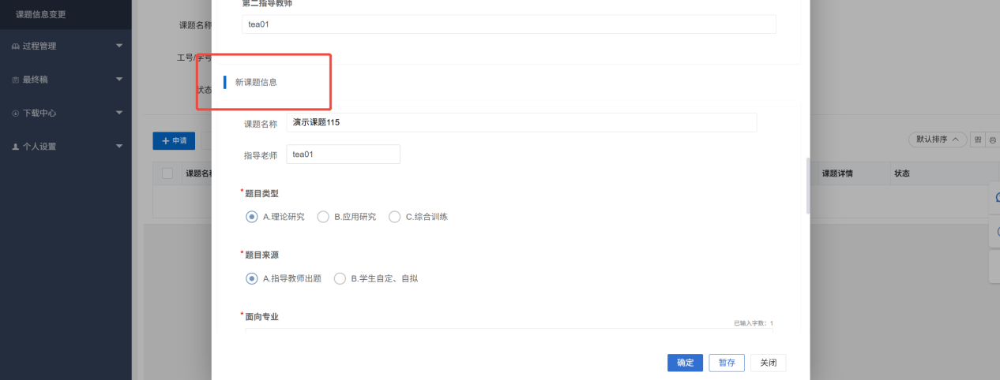 课题信息变更
过程管理
最终稿
下载中心
个人设置
课题名称
工号/学号
状态
申请
默认排序
课题名称
课题详情
状态
第二指导教师
tea01
新课题信息
课题名称
演示课题115
指导老师
tea01
*题目类型
A.理论研究 B.应用研究 C.综合训练
*题目来源
A.指导教师出题 B.学生自定、自拟
*面向专业
已输入字数：1
确定 暂存 关闭